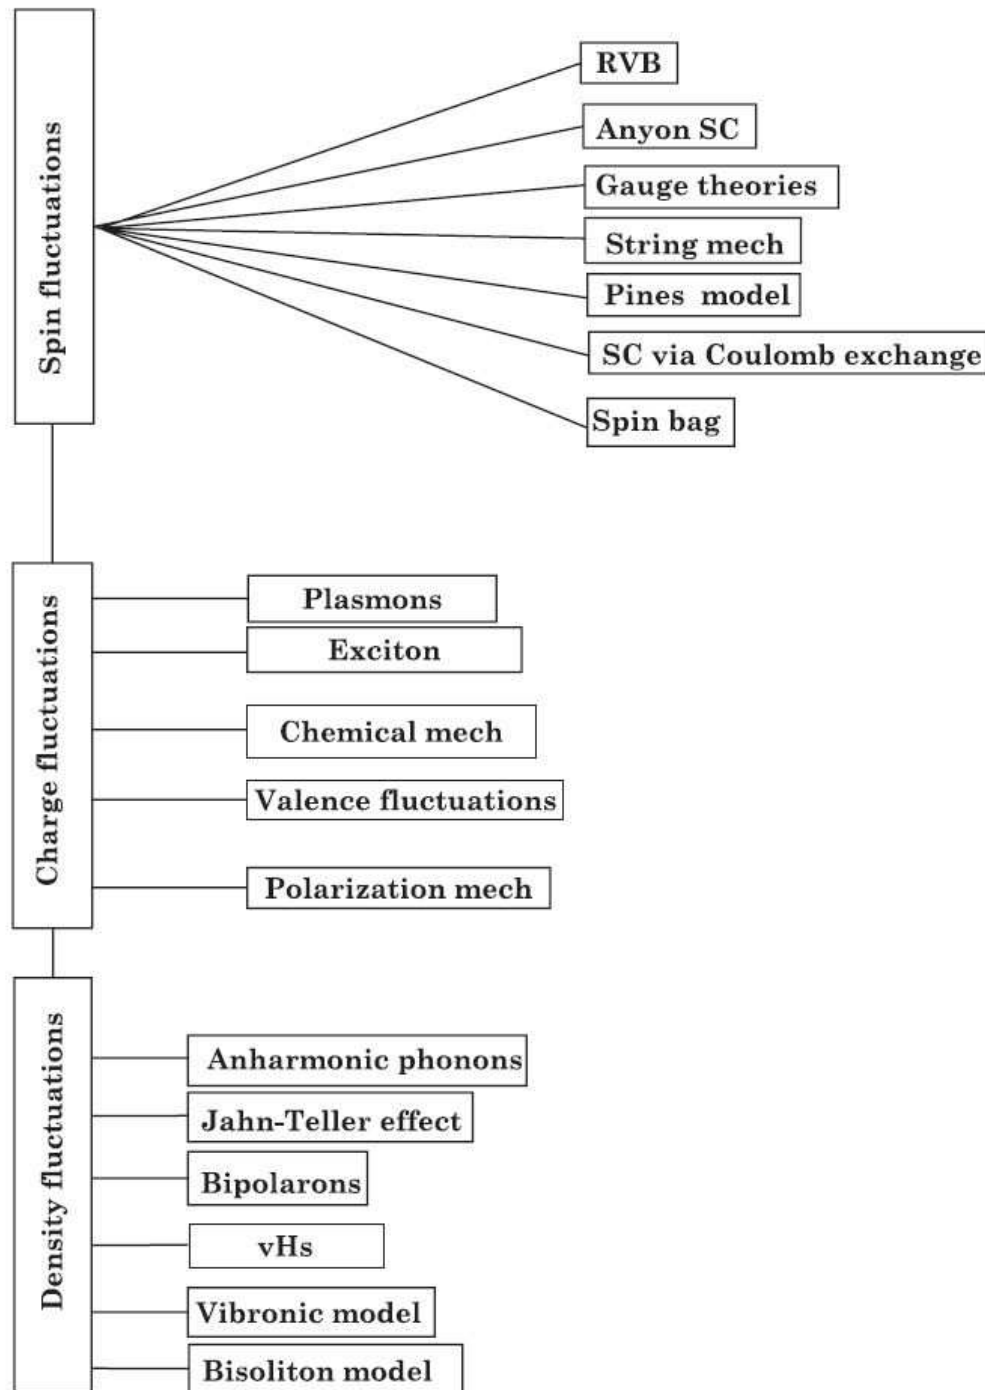 Spin fluctuations
RVB
Anyon SC
Gauge theories
String mech
Pines model
SC via Coulomb exchange
Spin bag
Charge fluctuations
Plasmons
Exciton
Chemical mech
Valence fluctuations
Polarization mech
Density fluctuations
Anharmonic phonons
Jahn-Teller effect
Bipolarons
vHs
Vibronic model
Bisoliton model